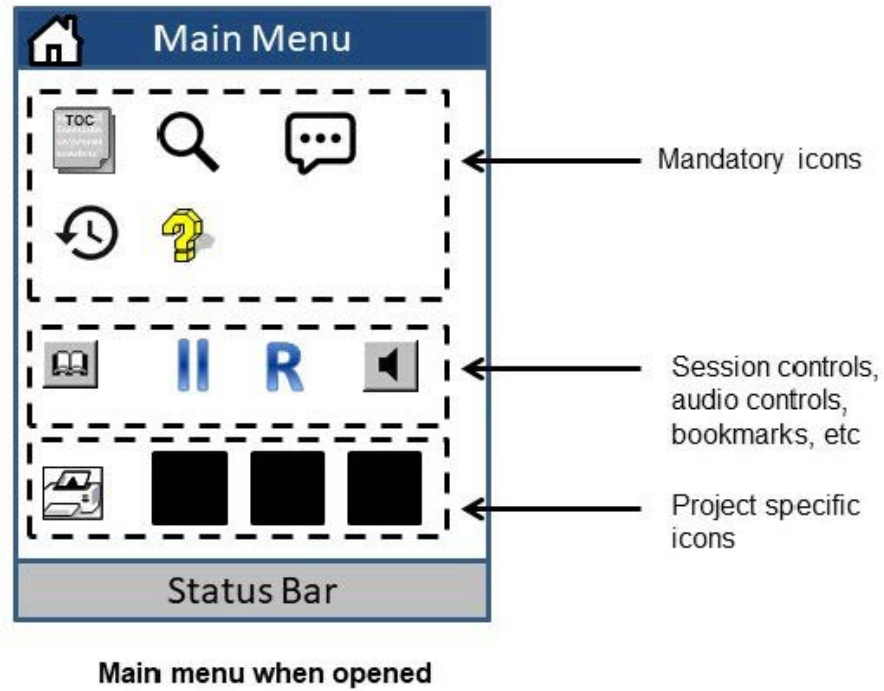 Main Menu
TOC
Mandatory icons
?
R
Session controls,
audio controls,
bookmarks, etc
Project specific
icons
Status Bar
Main menu when opened